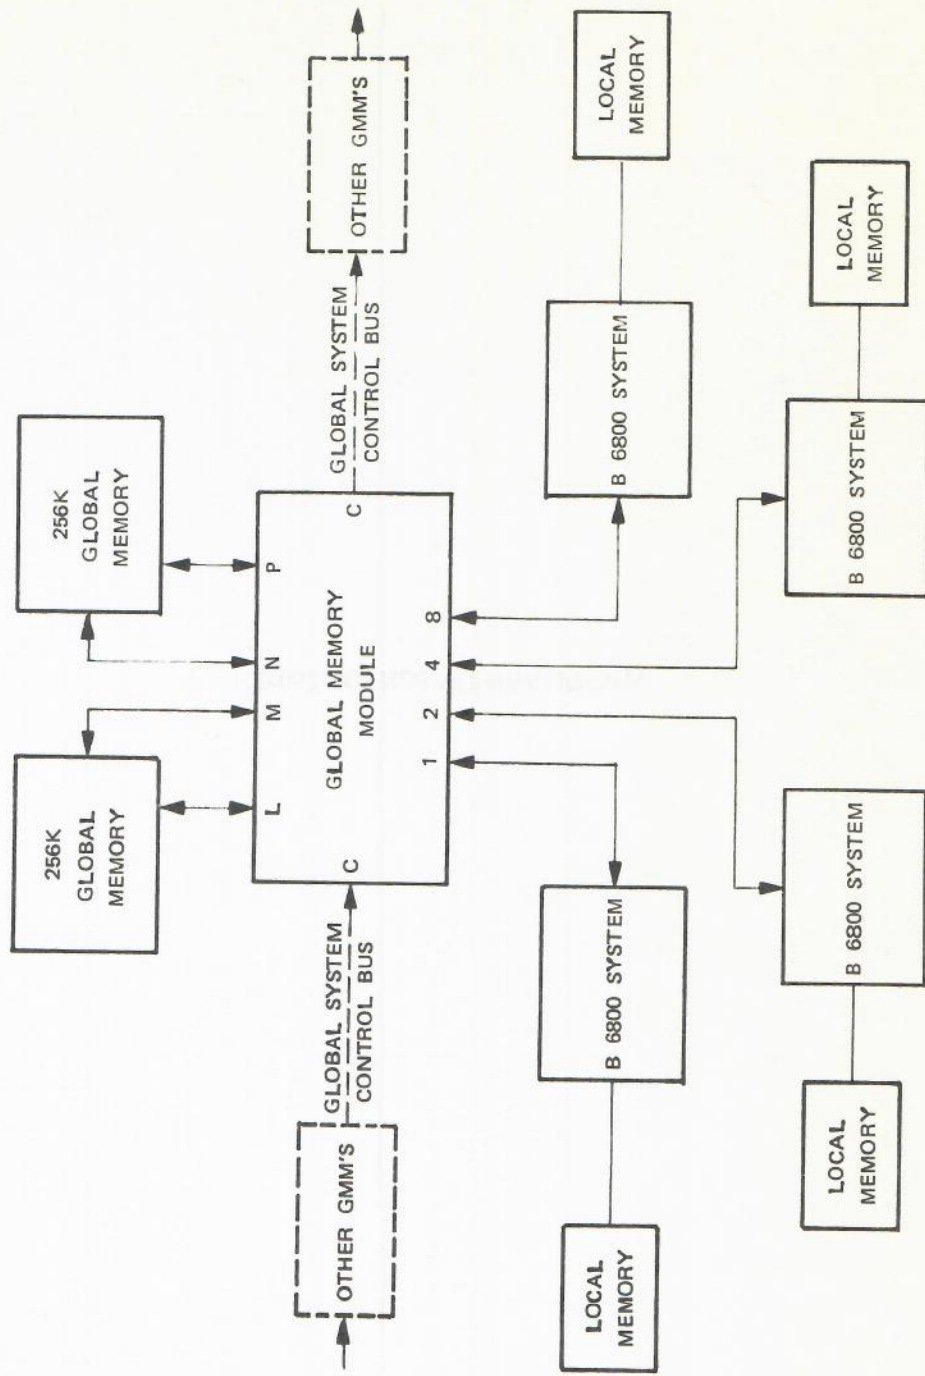 256K
GLOBAL
MEMORY
256K
GLOBAL
MEMORY
L
M
N
P
OTHER GMM'S
GLOBAL SYSTEM
CONTROL BUS
C
GLOBAL MEMORY
MODULE
C
GLOBAL SYSTEM
CONTROL BUS
OTHER GMM'S
1
2
4
8
LOCAL
MEMORY
B 6800 SYSTEM
B 6800 SYSTEM
LOCAL
MEMORY
LOCAL
MEMORY
B 6800 SYSTEM
B 6800 SYSTEM
LOCAL
MEMORY